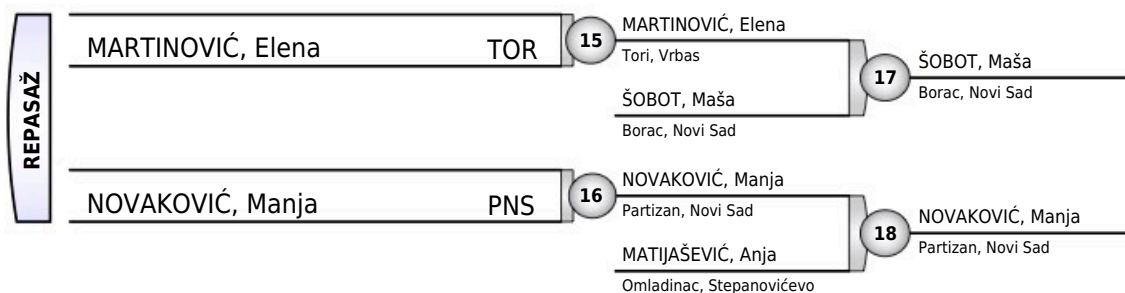 REPASAŽ
MARTINOVIĆ, Elena TOR
15
MARTINOVIĆ, Elena
Tori, Vrbas
ŠOBOT, Maša
Borac, Novi Sad
17
ŠOBOT, Maša
Borac, Novi Sad
NOVAKOVIĆ, Manja PNS
16
NOVAKOVIĆ, Manja
Partizan, Novi Sad
MATIJAŠEVIĆ, Anja
Omladinac, Stepanovićevo
18
NOVAKOVIĆ, Manja
Partizan, Novi Sad